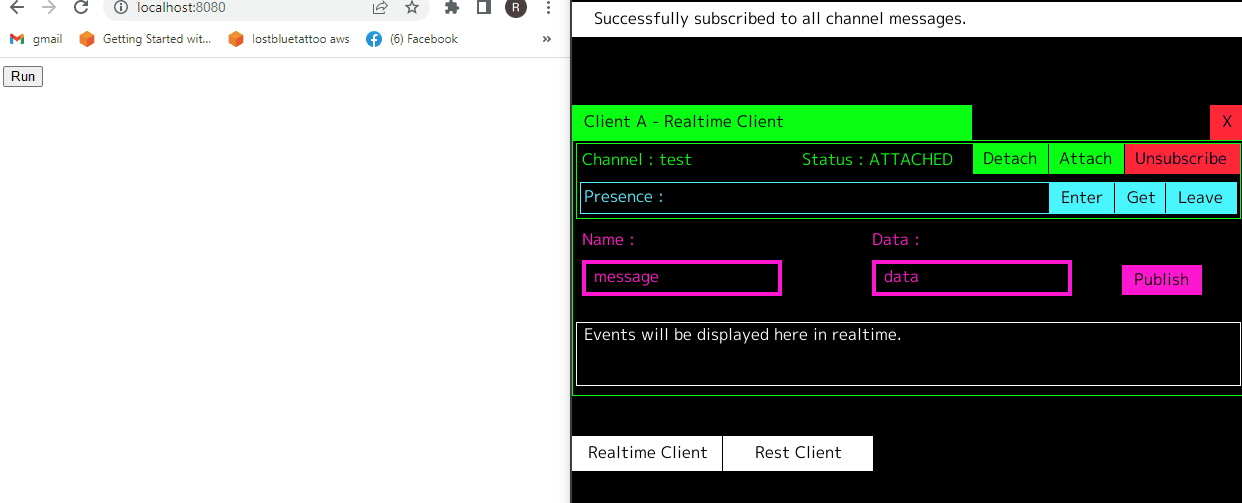 localhost:8080
R
gmail
Getting Started wit...
lostbluetattoo aws
(6) Facebook
»
Run
Successfully subscribed to all channel messages.
Client A - Realtime Client
X
Channel : test
Status : ATTACHED
Detach
Attach
Unsubscribe
Presence :
Enter
Get
Leave
Name :
Data :
message
data
Publish
Events will be displayed here in realtime.
Realtime Client
Rest Client